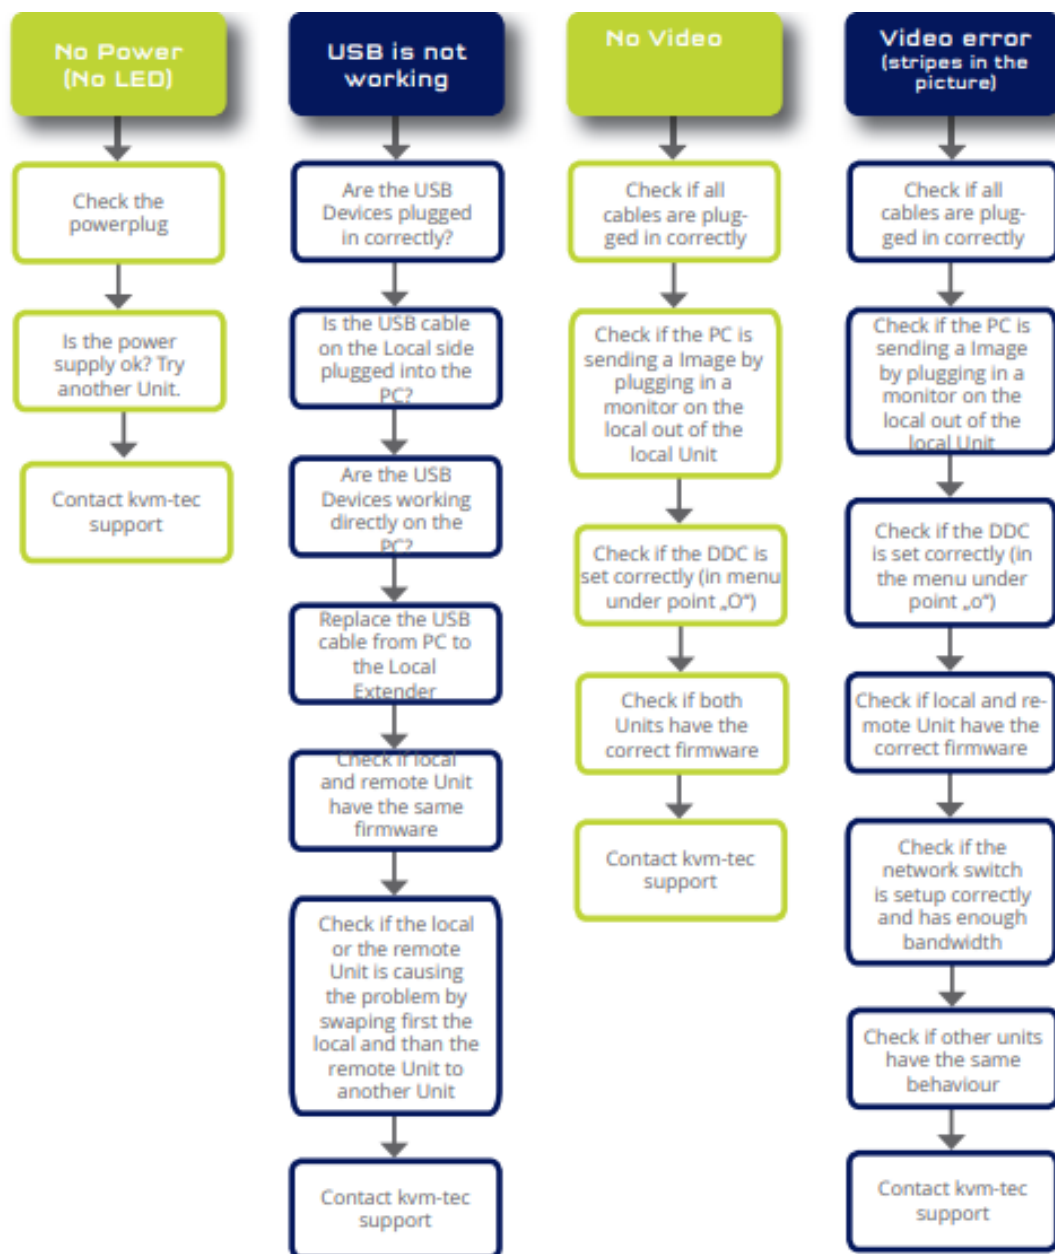 No Power
(No LED)
Check the
powerplug
Is the power
supply ok? Try
another Unit.
Contact kvm-tec
support
USB is not
working
Are the USB
Devices plugged
in correctly?
Is the USB cable
on the Local side
plugged into the
PC?
Are the USB
Devices working
directly on the
PC?
Replace the USB
cable from PC to
the Local
Extender
Check if local
and remote Unit
have the same
firmware
Check if the local
or the remote
Unit is causing
the problem by
swaping first the
local and than the
remote Unit to
another Unit
Contact kvm-tec
support
No Video
Check if all
cables are plug-
ged in correctly
Check if the PC is
sending a Image by
plugging in a
monitor on the
local out of the
local Unit
Check if the DDC is
set correctly (in menu
under point „O“)
Check if both
Units have the
correct firmware
Contact kvm-tec
support
Video error
(stripes in the
picture)
Check if all
cables are plug-
ged in correctly
Check if the PC is
sending a Image
by plugging in a
monitor on the
local out of the
local Unit
Check if the DDC
is set correctly (in
the menu under
point „o“)
Check if local and re-
mote Unit have the
correct firmware
Check if the
network switch
is setup correctly
and has enough
bandwidth
Check if other units
have the same
behaviour
Contact kvm-tec
support